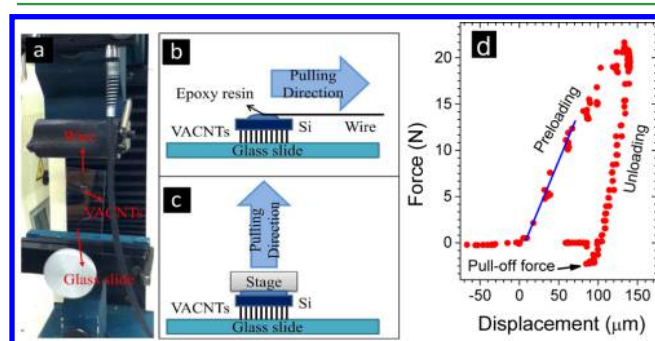 a
Wire
VACNTs
Glass slide
b
Pulling
Direction
Epoxy resin
VACNTs
Si
Wire
Glass slide
c
Pulling
Direction
Stage
VACNTs
Si
Glass slide
d
Force (N)
20
15
10
5
0
Preloading
Unloading
Pull-off force
-50 0 50 100 150
Displacement (μm)